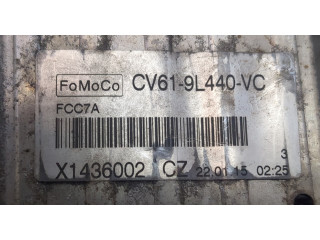 FoMoCo CV61-9L440-VC
FCC7A
3
X1436002 CZ 22.01.15 02:25